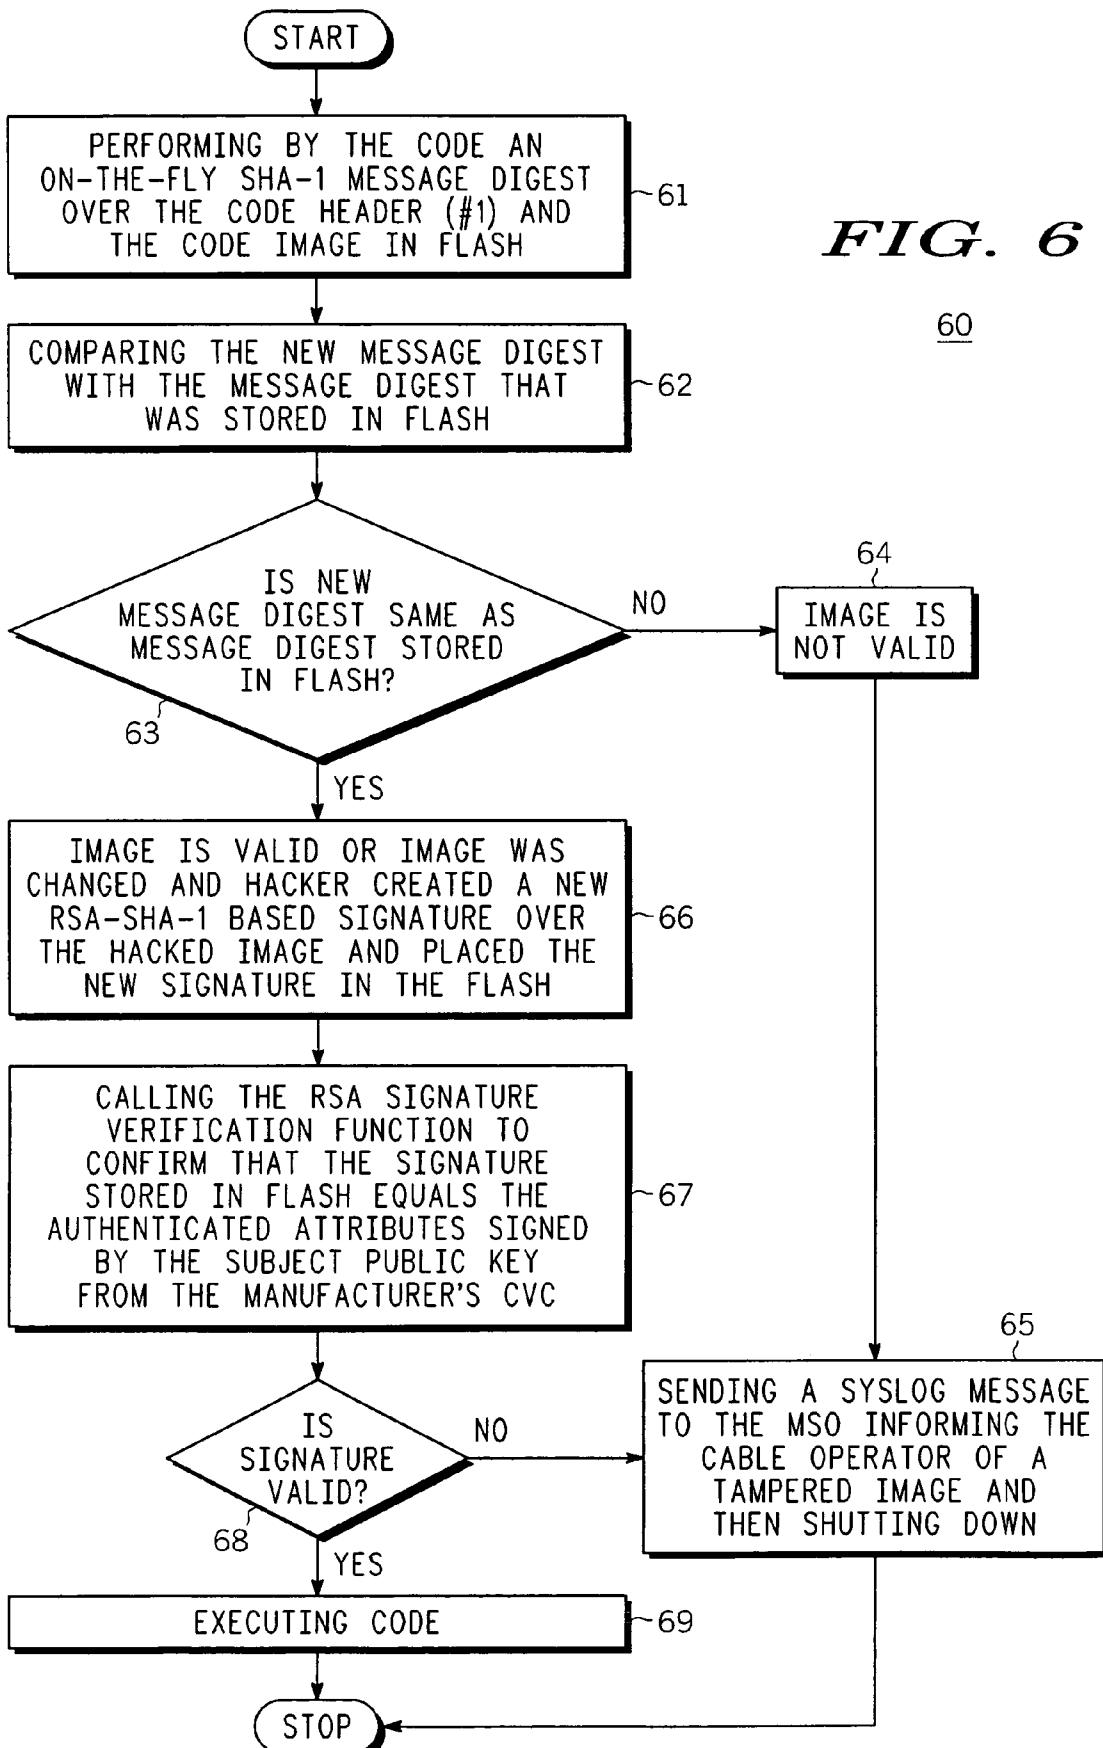 START
PERFORMING BY THE CODE AN
ON-THE-FLY SHA-1 MESSAGE DIGEST
OVER THE CODE HEADER (#1) AND
THE CODE IMAGE IN FLASH
61
FIG. 6
60
COMPARING THE NEW MESSAGE DIGEST
WITH THE MESSAGE DIGEST THAT
WAS STORED IN FLASH
62
IS NEW
MESSAGE DIGEST SAME AS
MESSAGE DIGEST STORED
IN FLASH?
63
NO
64
IMAGE IS
NOT VALID
YES
IMAGE IS VALID OR IMAGE WAS
CHANGED AND HACKER CREATED A NEW
RSA-SHA-1 BASED SIGNATURE OVER
THE HACKED IMAGE AND PLACED THE
NEW SIGNATURE IN THE FLASH
66
CALLING THE RSA SIGNATURE
VERIFICATION FUNCTION TO
CONFIRM THAT THE SIGNATURE
STORED IN FLASH EQUALS THE
AUTHENTICATED ATTRIBUTES SIGNED
BY THE SUBJECT PUBLIC KEY
FROM THE MANUFACTURER'S CVC
67
IS
SIGNATURE
VALID?
68
NO
65
SENDING A SYSLOG MESSAGE
TO THE MSO INFORMING THE
CABLE OPERATOR OF A
TAMPERED IMAGE AND
THEN SHUTTING DOWN
YES
EXECUTING CODE
69
STOP